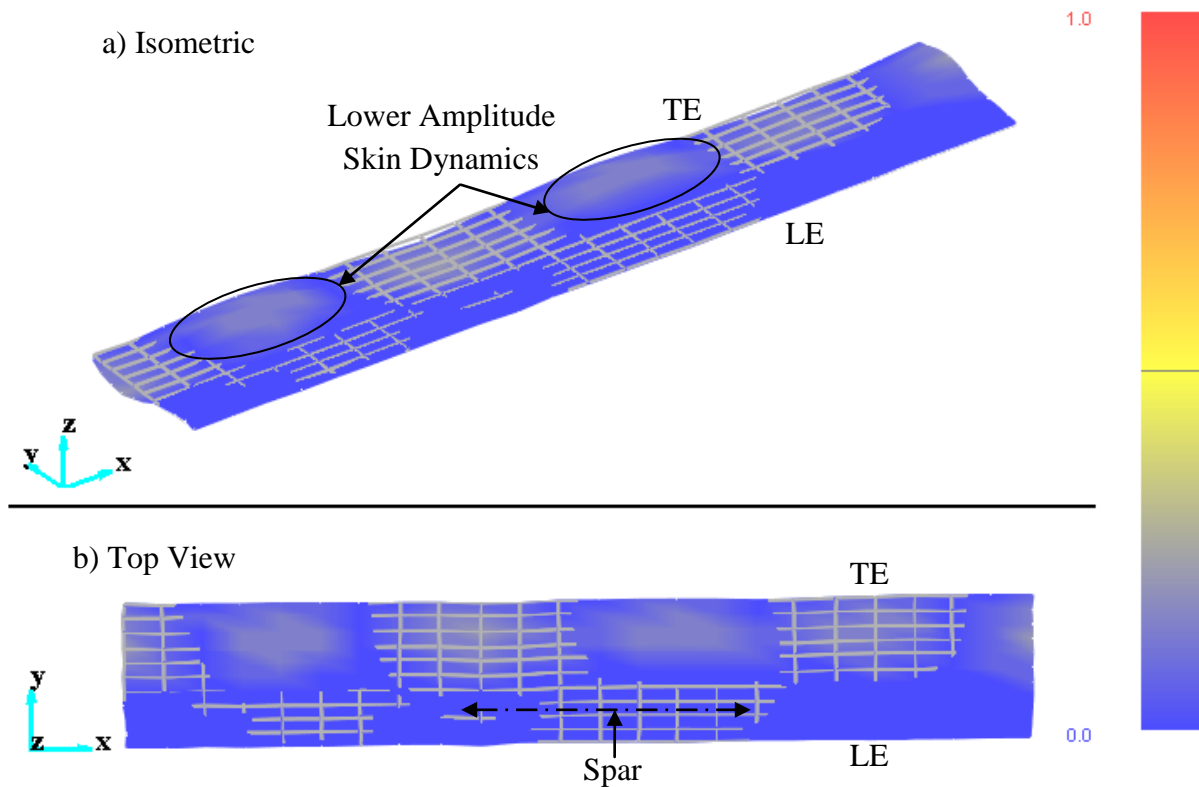 a) Isometric
1.0
Lower Amplitude
Skin Dynamics
TE
LE
z
y
x
b) Top View
TE
y
z
x
Spar
LE
0.0